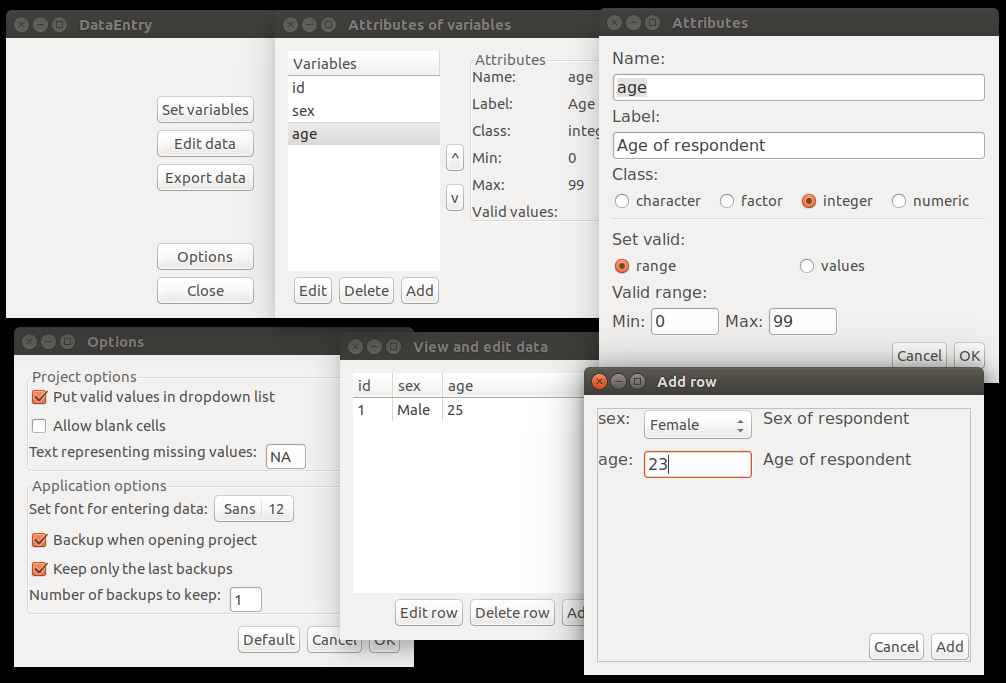 DataEntry
Set variables
Edit data
Export data
Options
Close
Attributes of variables
Variables
id
sex
age
^
v
Edit Delete Add
Attributes
Name: age
Label: Age
Class:
Min: 0
Max: 99
Valid values:
Attributes
Name:
age
Label:
Age of respondent
Class:
character factor integer numeric
Set valid:
range values
Valid range:
Min: 0 Max: 99
Cancel OK
Options
Project options
Put valid values in dropdown list
Allow blank cells
Text representing missing values: NA
Application options
Set font for entering data: Sans 12
Backup when opening project
Keep only the last backups
Number of backups to keep: 1
Default Cancel OK
View and edit data
id sex age
1 Male 25
Edit row Delete row
Add row
sex: Female Sex of respondent
age: 23 Age of respondent
Cancel Add